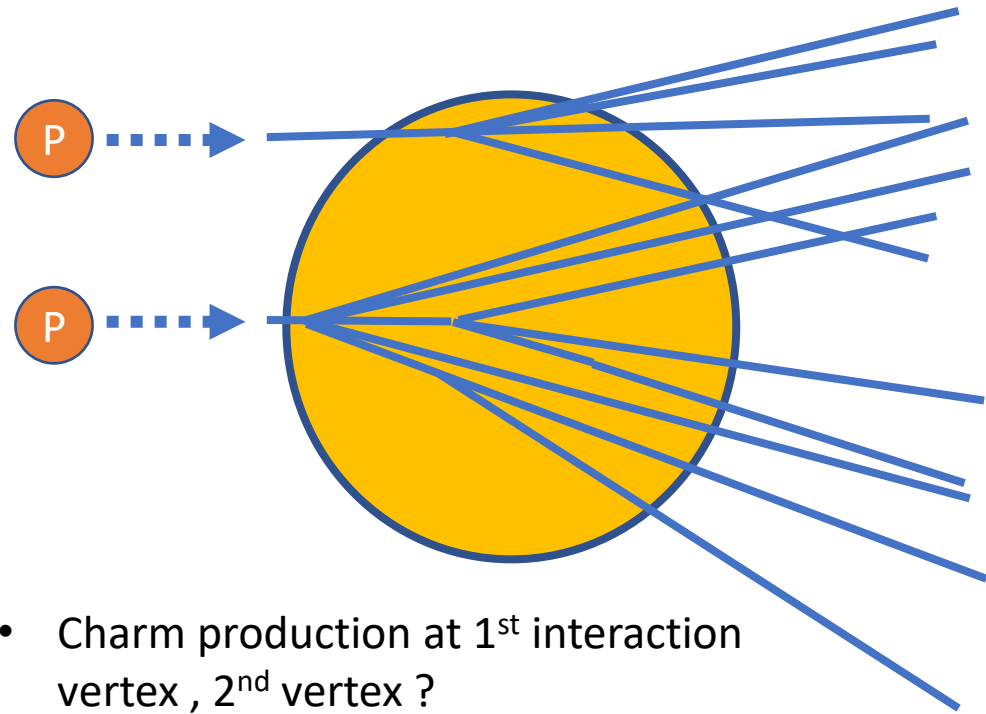 P
P
• Charm production at 1st interaction
vertex , 2nd vertex ?